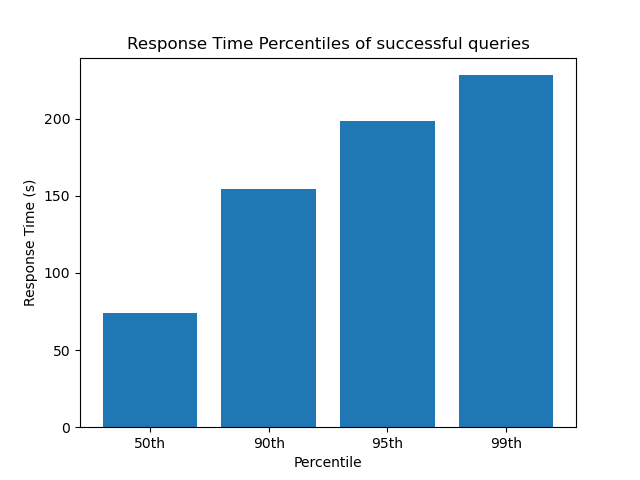 Response Time Percentiles of successful queries
Response Time (s)
200
150
100
50
0
50th 90th 95th 99th
Percentile